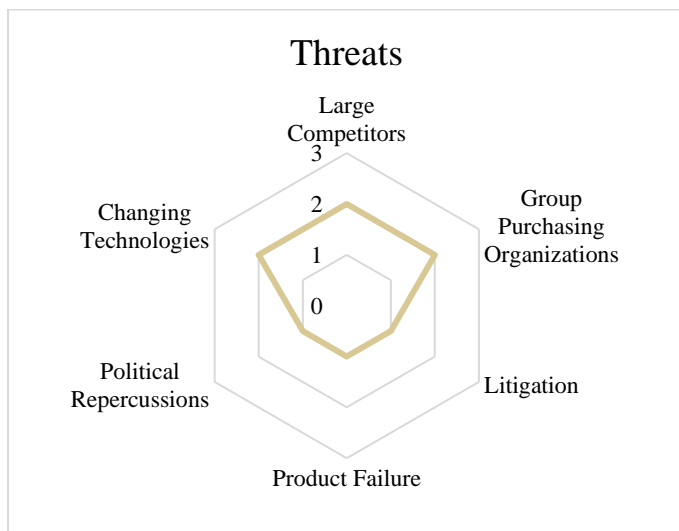 Threats
Large
Competitors
3
2
1
0
Group
Purchasing
Organizations
Litigation
Product Failure
Political
Repercussions
Changing
Technologies